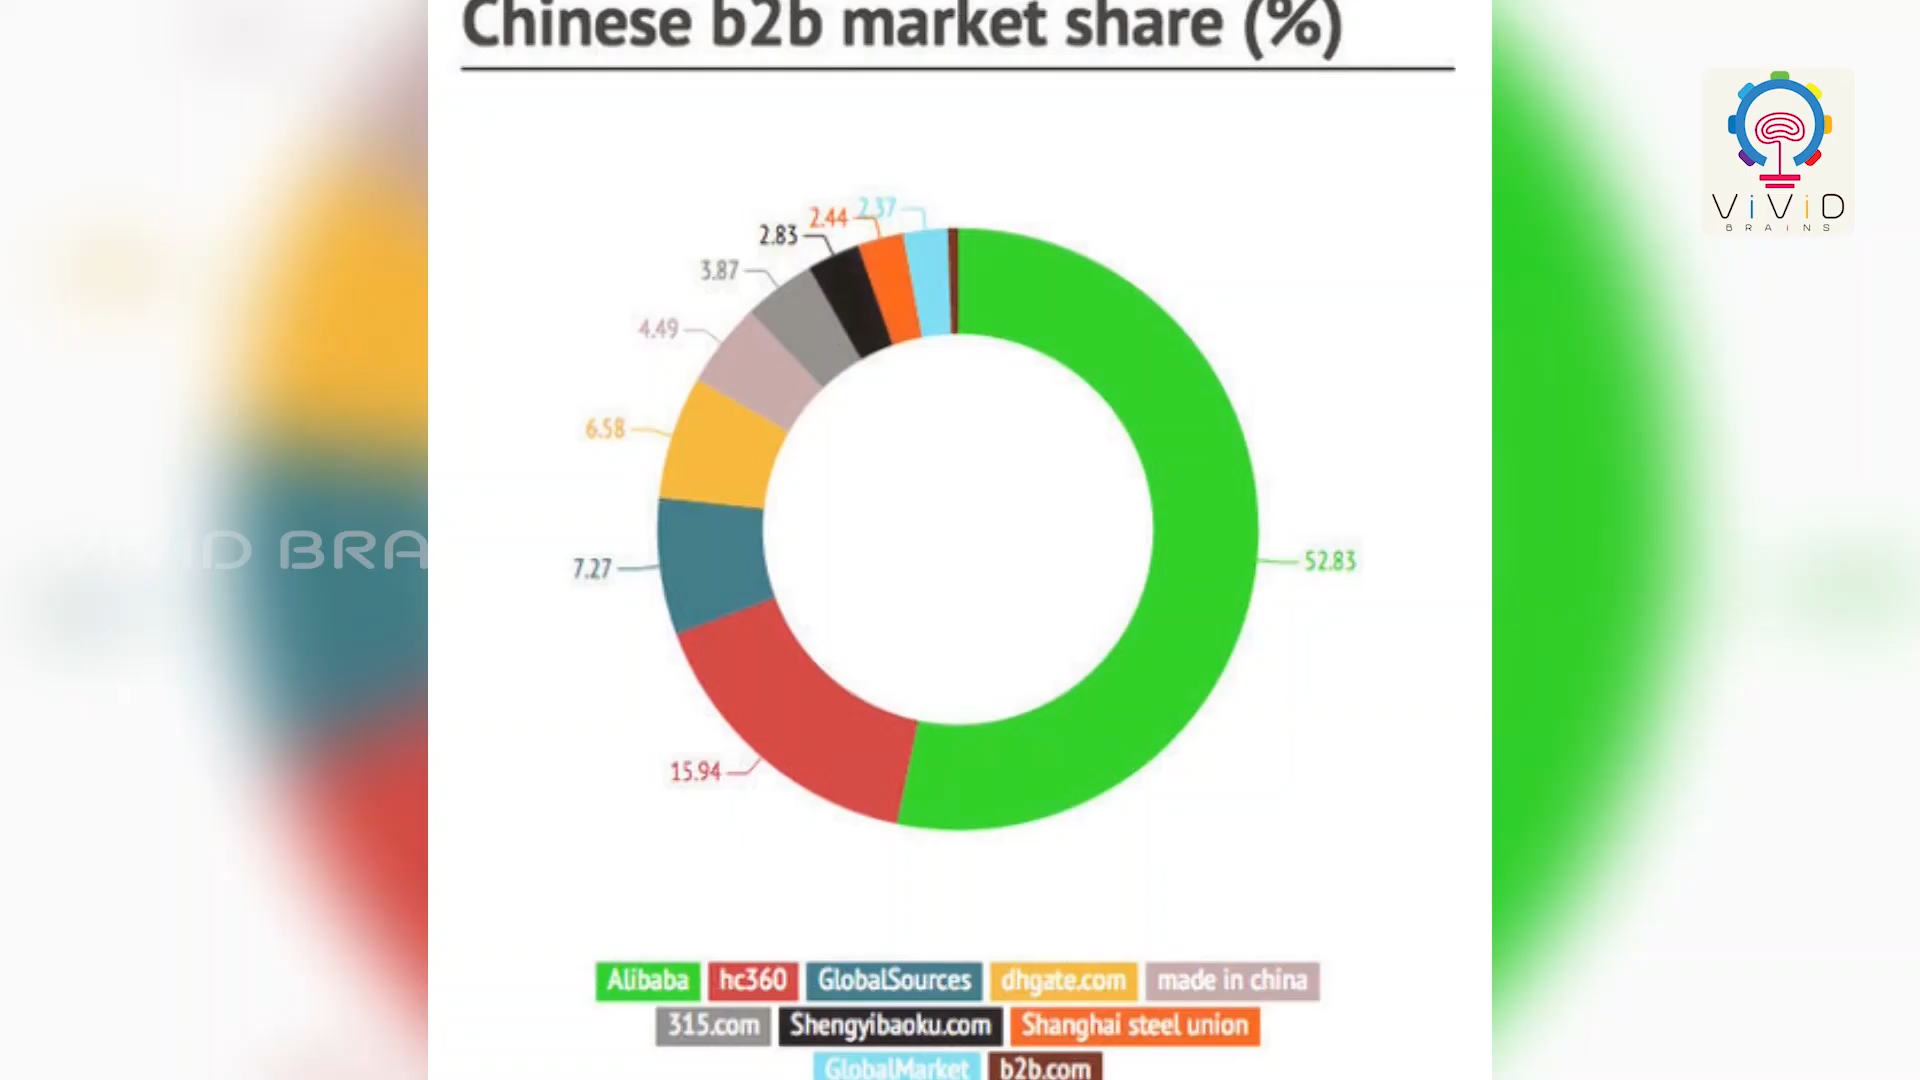 Chinese b2b market share (%)
ViViD
BRAiNS
2.37
2.44
2.83
3.87
4.49
6.58
7.27
15.94
52.83
D BRA
Alibaba hc360 GlobalSources dhgate.com made in china
315.com Shengyibaoku.com Shanghai steel union
GlobalMarket b2b.com